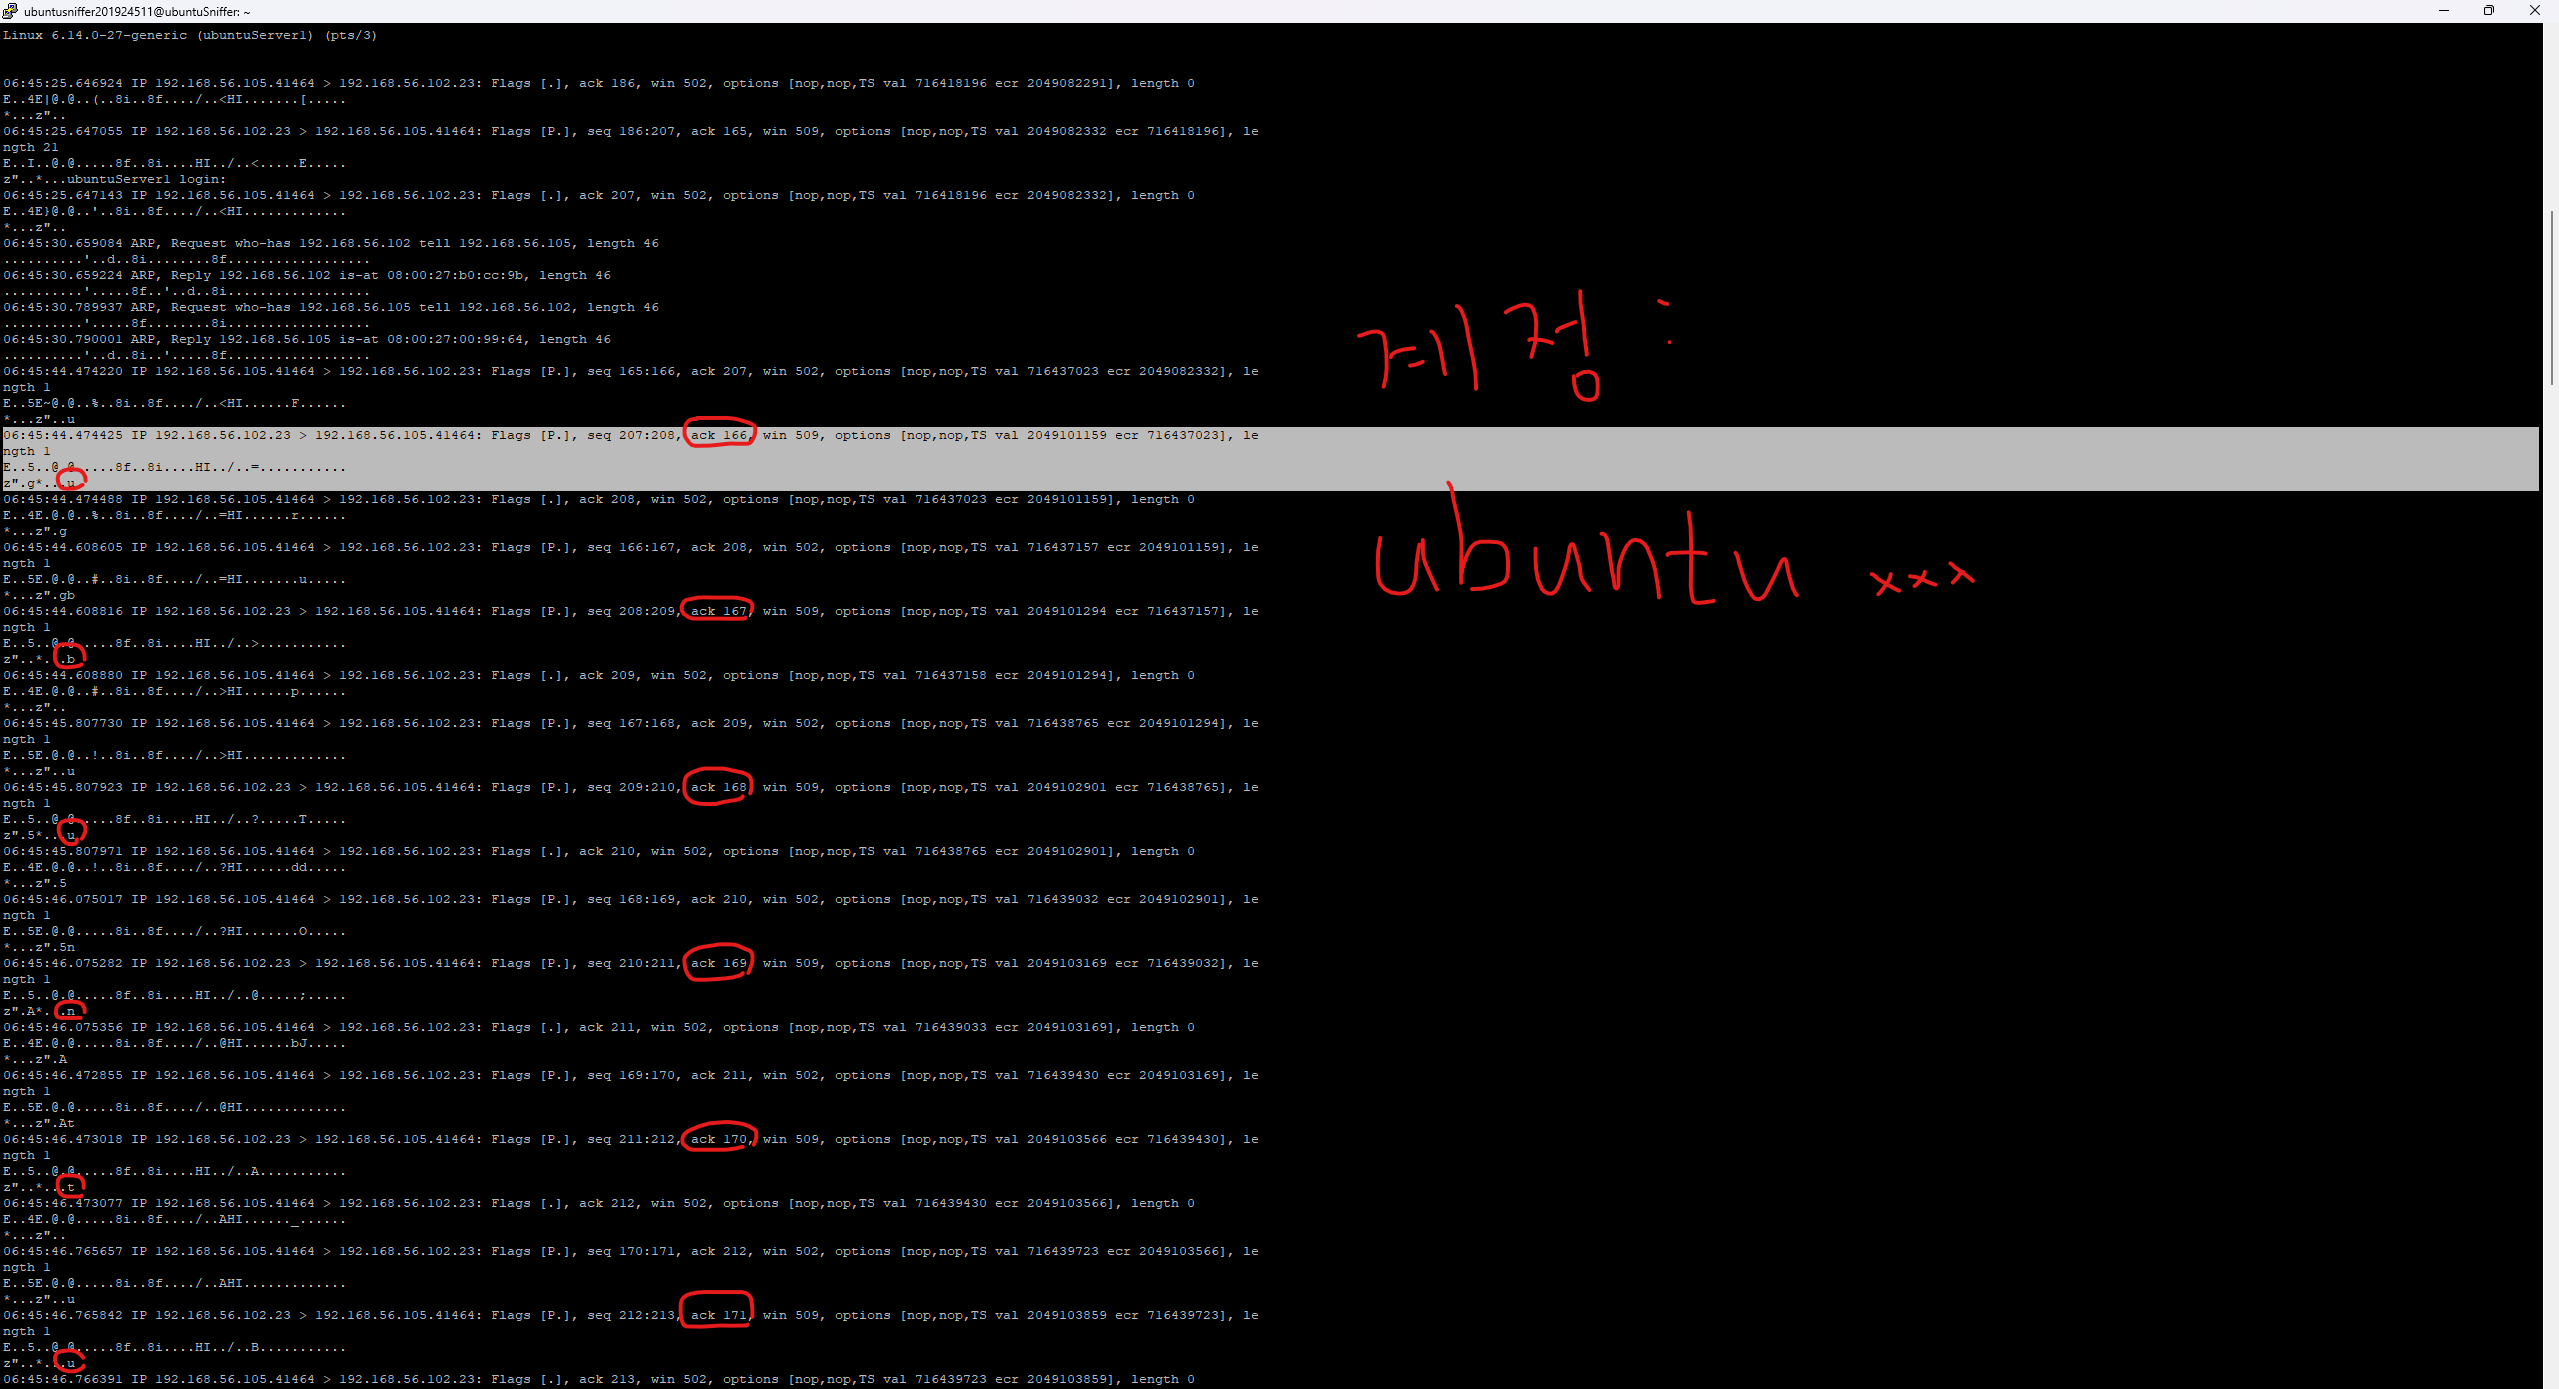 ubuntusniffer201924511@ubuntuSniffer: ~
Linux 6.14.0-27-generic (ubuntuServer1) (pts/3)
06:45:25.646924 IP 192.168.56.105.41464 > 192.168.56.102.23: Flags [.], ack 186, win 502, options [nop,nop,TS val 716418196 ecr 2049082291], length 0
E..4E|@.@..(..8i..8f..../..<HI.......[.....
*...z"..
06:45:25.647055 IP 192.168.56.102.23 > 192.168.56.105.41464: Flags [P.], seq 186:207, ack 165, win 509, options [nop,nop,TS val 2049082332 ecr 716418196], le
ngth 21
E..I..@.@.....8f..8i....HI../..<.....E.....
z"..*...ubuntuServer1 login:
06:45:25.647143 IP 192.168.56.105.41464 > 192.168.56.102.23: Flags [.], ack 207, win 502, options [nop,nop,TS val 716418196 ecr 2049082332], length 0
E..4E}@.@..'..8i..8f..../..<HI.............
*...z"..
06:45:30.659084 ARP, Request who-has 192.168.56.102 tell 192.168.56.105, length 46
..........'..d..8i........8f..................
06:45:30.659224 ARP, Reply 192.168.56.102 is-at 08:00:27:b0:cc:9b, length 46
..........'.....8f..'..d..8i..................
06:45:30.789937 ARP, Request who-has 192.168.56.105 tell 192.168.56.102, length 46
..........'.....8f........8i..................
06:45:30.790001 ARP, Reply 192.168.56.105 is-at 08:00:27:00:99:64, length 46
..........'..d..8i..'.....8f..................
계정 :
06:45:44.474220 IP 192.168.56.105.41464 > 192.168.56.102.23: Flags [P.], seq 165:166, ack 207, win 502, options [nop,nop,TS val 716437023 ecr 2049082332], le
ngth 1
E..5E~@.@..%..8i..8f..../..<HI......F......
*...z"..u
06:45:44.474425 IP 192.168.56.102.23 > 192.168.56.105.41464: Flags [P.], seq 207:208, ack 166, win 509, options [nop,nop,TS val 2049101159 ecr 716437023], le
ngth 1
E..5..@.@.....8f..8i....HI../..=...........
z".g*...u
06:45:44.474488 IP 192.168.56.105.41464 > 192.168.56.102.23: Flags [.], ack 208, win 502, options [nop,nop,TS val 716437023 ecr 2049101159], length 0
E..4E.@.@..%..8i..8f..../..=HI......r......
*...z".g
06:45:44.608605 IP 192.168.56.105.41464 > 192.168.56.102.23: Flags [P.], seq 166:167, ack 208, win 502, options [nop,nop,TS val 716437157 ecr 2049101159], le
ngth 1
ubuntu xxx
E..5E.@.@..#..8i..8f..../..=HI.......u.....
*...z".gb
06:45:44.608816 IP 192.168.56.102.23 > 192.168.56.105.41464: Flags [P.], seq 208:209, ack 167, win 509, options [nop,nop,TS val 2049101294 ecr 716437157], le
ngth 1
E..5..@.@.....8f..8i....HI../..>...........
z"..*...b
06:45:44.608880 IP 192.168.56.105.41464 > 192.168.56.102.23: Flags [.], ack 209, win 502, options [nop,nop,TS val 716437158 ecr 2049101294], length 0
E..4E.@.@..#..8i..8f..../..>HI......p......
*...z"..
06:45:45.807730 IP 192.168.56.105.41464 > 192.168.56.102.23: Flags [P.], seq 167:168, ack 209, win 502, options [nop,nop,TS val 716438765 ecr 2049101294], le
ngth 1
E..5E.@.@..!..8i..8f..../..>HI.............
*...z"..u
06:45:45.807923 IP 192.168.56.102.23 > 192.168.56.105.41464: Flags [P.], seq 209:210, ack 168, win 509, options [nop,nop,TS val 2049102901 ecr 716438765], le
ngth 1
E..5..@.@.....8f..8i....HI../..?.....T.....
z".5*...u
06:45:45.807971 IP 192.168.56.105.41464 > 192.168.56.102.23: Flags [.], ack 210, win 502, options [nop,nop,TS val 716438765 ecr 2049102901], length 0
E..4E.@.@..!..8i..8f..../..?HI......dd.....
*...z".5
06:45:46.075017 IP 192.168.56.105.41464 > 192.168.56.102.23: Flags [P.], seq 168:169, ack 210, win 502, options [nop,nop,TS val 716439032 ecr 2049102901], le
ngth 1
E..5E.@.@.....8i..8f..../..?HI.......O.....
*...z".5n
06:45:46.075282 IP 192.168.56.102.23 > 192.168.56.105.41464: Flags [P.], seq 210:211, ack 169, win 509, options [nop,nop,TS val 2049103169 ecr 716439032], le
ngth 1
E..5..@.@.....8f..8i....HI../..@.....;.....
z".A*...n
06:45:46.075356 IP 192.168.56.105.41464 > 192.168.56.102.23: Flags [.], ack 211, win 502, options [nop,nop,TS val 716439033 ecr 2049103169], length 0
E..4E.@.@.....8i..8f..../..@HI......bJ.....
*...z".A
06:45:46.472855 IP 192.168.56.105.41464 > 192.168.56.102.23: Flags [P.], seq 169:170, ack 211, win 502, options [nop,nop,TS val 716439430 ecr 2049103169], le
ngth 1
E..5E.@.@.....8i..8f..../..@HI.............
*...z".At
06:45:46.473018 IP 192.168.56.102.23 > 192.168.56.105.41464: Flags [P.], seq 211:212, ack 170, win 509, options [nop,nop,TS val 2049103566 ecr 716439430], le
ngth 1
E..5..@.@.....8f..8i....HI../..A...........
z"..*...t
06:45:46.473077 IP 192.168.56.105.41464 > 192.168.56.102.23: Flags [.], ack 212, win 502, options [nop,nop,TS val 716439430 ecr 2049103566], length 0
E..4E.@.@.....8i..8f..../..AHI......_......
*...z"..
06:45:46.765657 IP 192.168.56.105.41464 > 192.168.56.102.23: Flags [P.], seq 170:171, ack 212, win 502, options [nop,nop,TS val 716439723 ecr 2049103566], le
ngth 1
E..5E.@.@.....8i..8f..../..AHI.............
*...z"..u
06:45:46.765842 IP 192.168.56.102.23 > 192.168.56.105.41464: Flags [P.], seq 212:213, ack 171, win 509, options [nop,nop,TS val 2049103859 ecr 716439723], le
ngth 1
E..5..@.@.....8f..8i....HI../..B...........
z"..*...u
06:45:46.766391 IP 192.168.56.105.41464 > 192.168.56.102.23: Flags [.], ack 213, win 502, options [nop,nop,TS val 716439723 ecr 2049103859], length 0